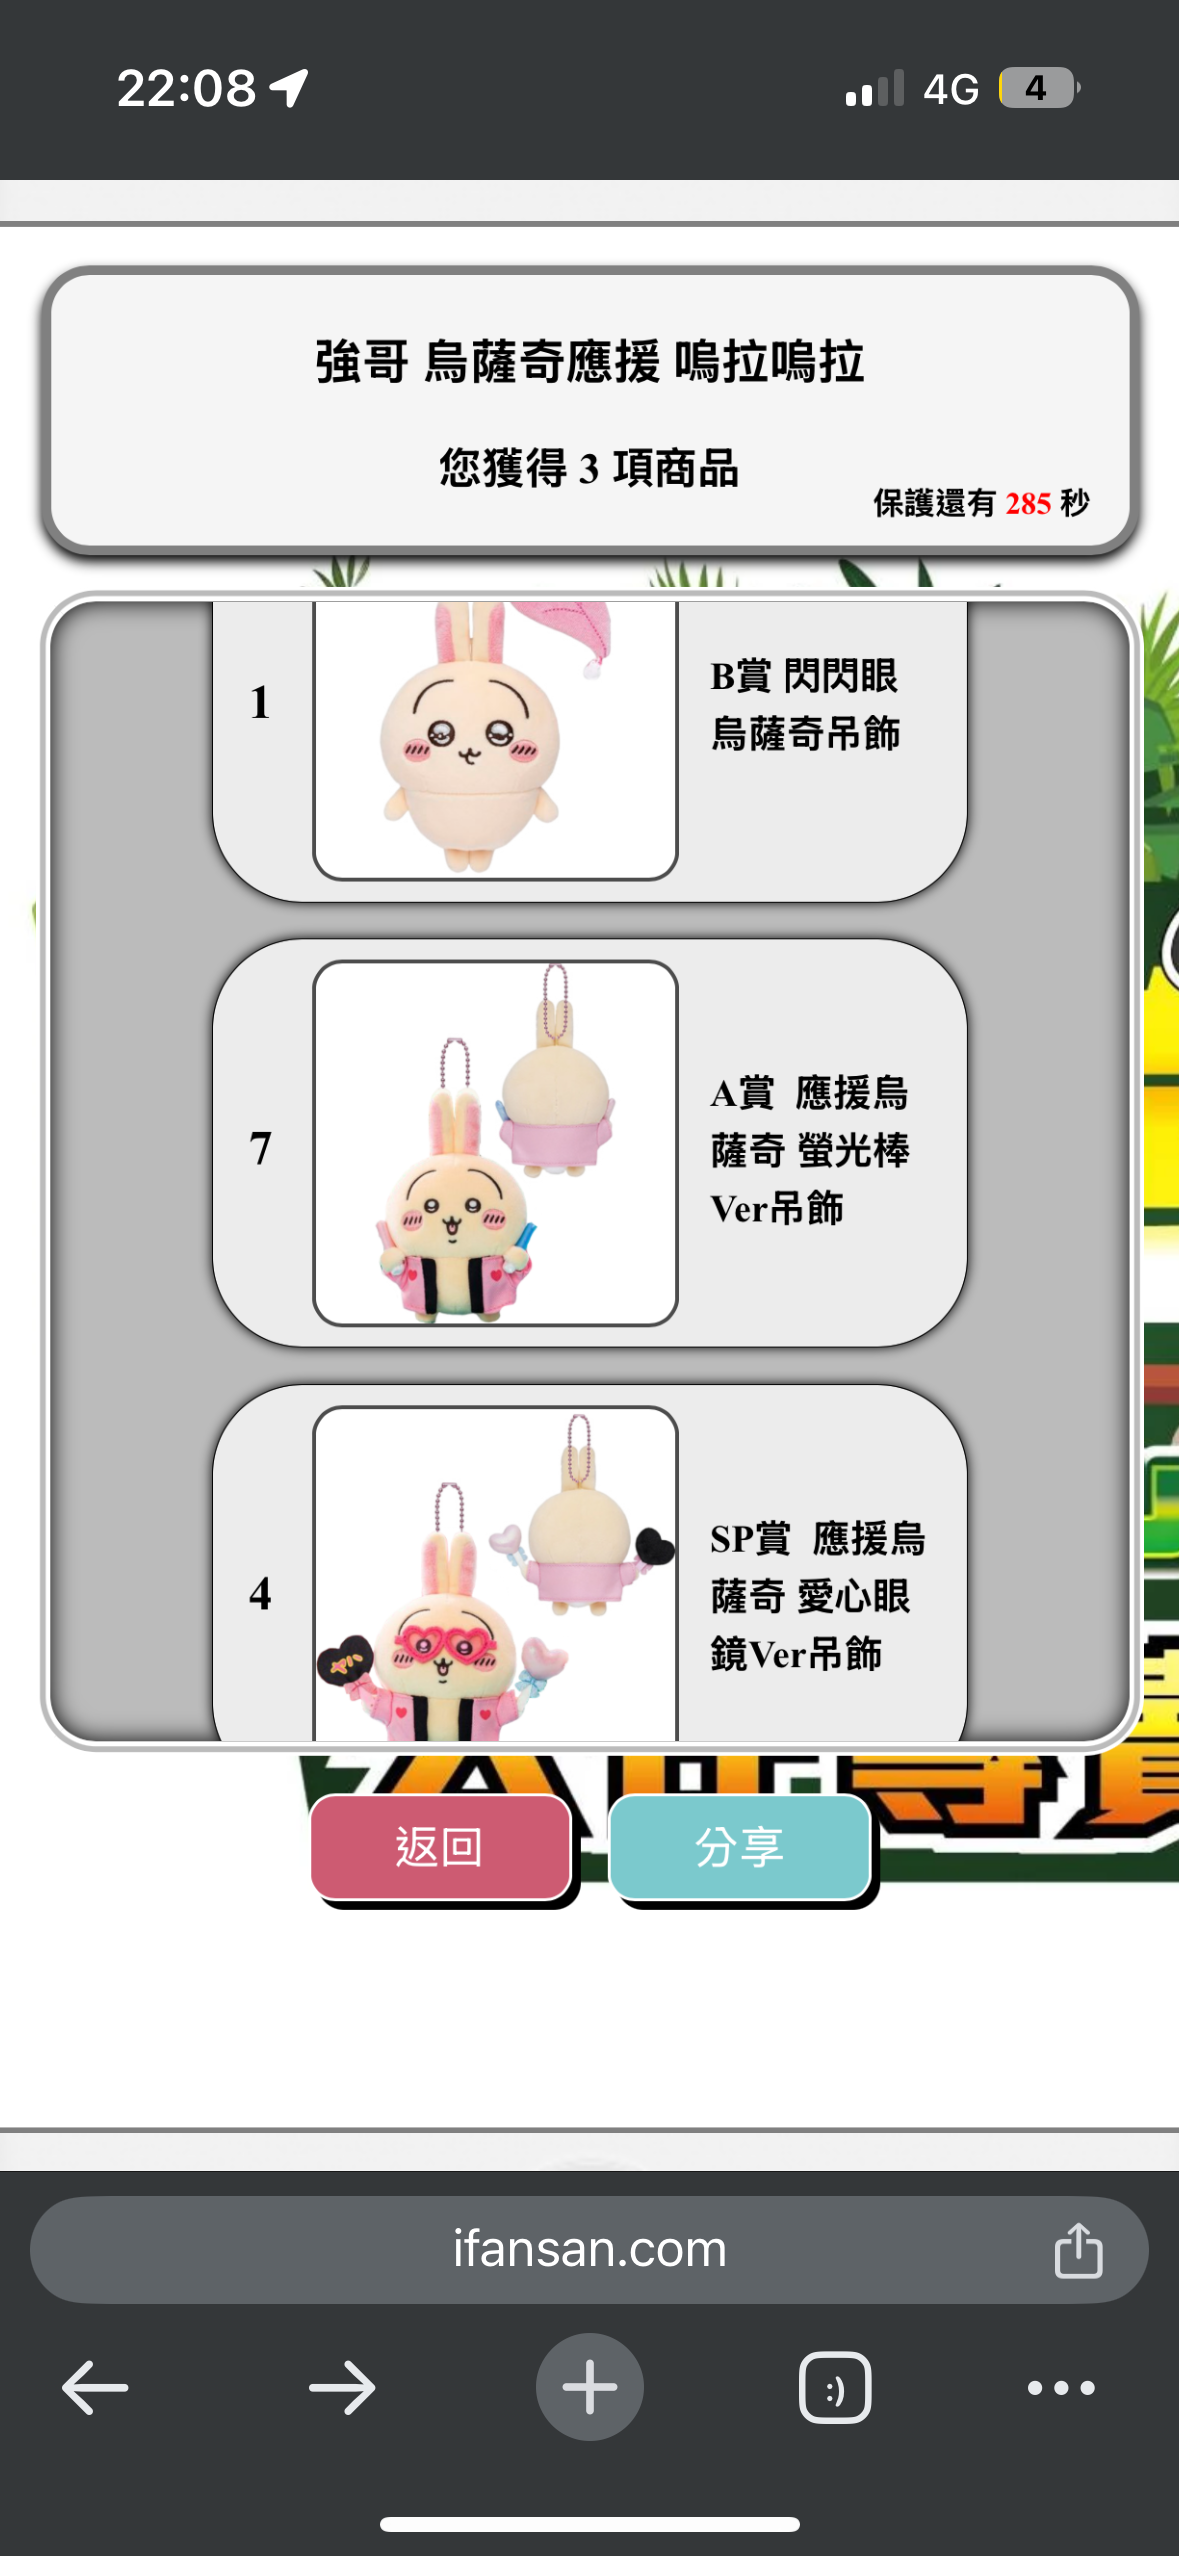 22:08
4G
4
強哥 烏薩奇應援 嗚拉嗚拉
您獲得 3 項商品
保護還有 285 秒
1
B賞 閃閃眼
烏薩奇吊飾
7
A賞 應援烏
薩奇 螢光棒
Ver吊飾
4
SP賞 應援烏
薩奇 愛心眼
鏡Ver吊飾
返回
分享
ifansan.com
:)